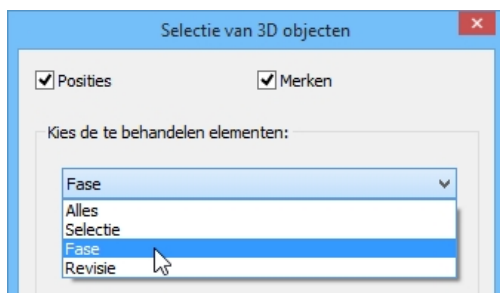 Selectie van 3D objecten
Posities Merken
Kies de te behandelen elementen:
Fase
Alles
Selectie
Fase
Revisie